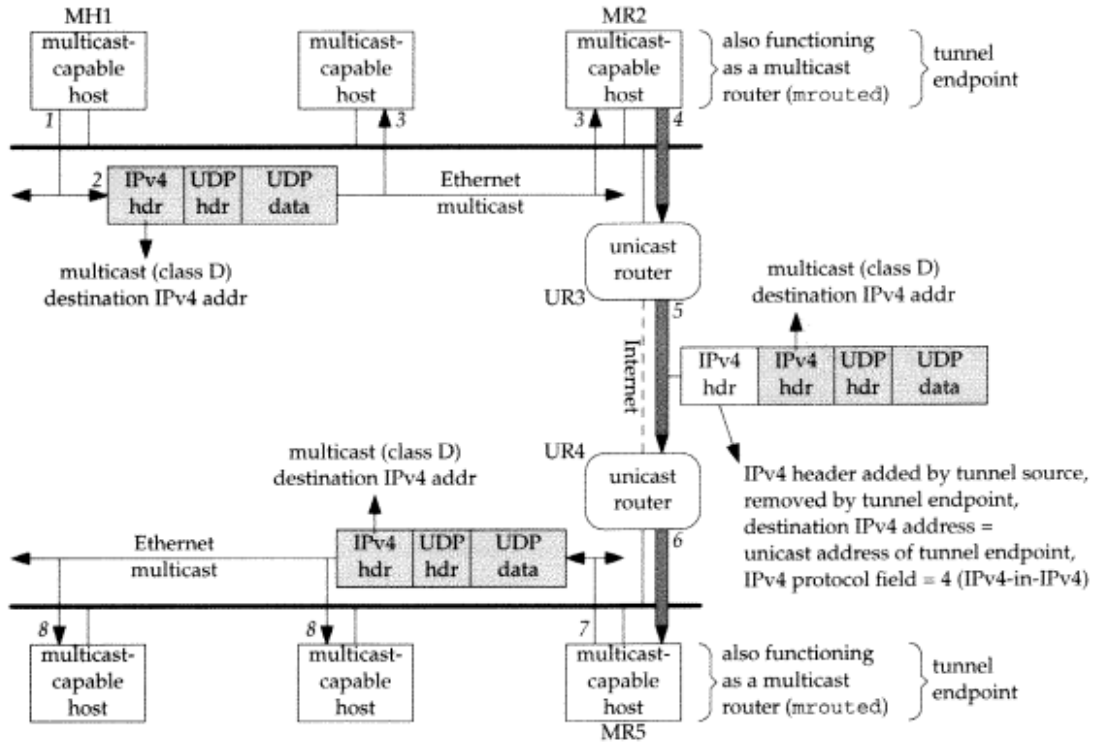 MH1
multicast-
capable
host
1
multicast-
capable
host
3
MR2
multicast-
capable
host
3
4
also functioning
as a multicast
router (mrouted)
tunnel
endpoint
2
IPv4
hdr
UDP
hdr
UDP
data
Ethernet
multicast
multicast (class D)
destination IPv4 addr
unicast
router
UR3
5
multicast (class D)
destination IPv4 addr
Internet
IPv4
hdr
IPv4
hdr
UDP
hdr
UDP
data
multicast (class D)
destination IPv4 addr
UR4
unicast
router
6
IPv4 header added by tunnel source,
removed by tunnel endpoint,
destination IPv4 address =
unicast address of tunnel endpoint,
IPv4 protocol field = 4 (IPv4-in-IPv4)
Ethernet
multicast
IPv4
hdr
UDP
hdr
UDP
data
8
multicast-
capable
host
8
multicast-
capable
host
7
multicast-
capable
host
MR5
also functioning
as a multicast
router (mrouted)
tunnel
endpoint